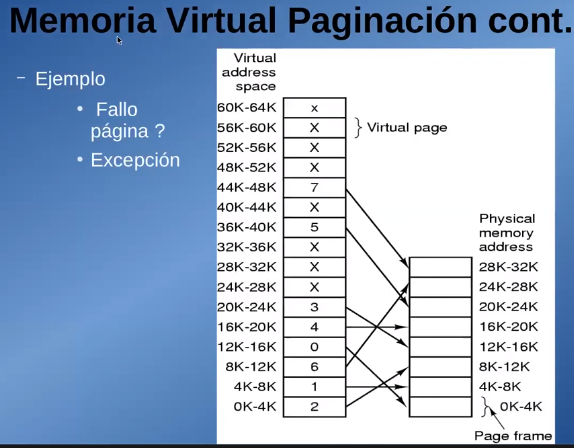 Memoria Virtual Paginación cont.
– Ejemplo
• Fallo
página ?
• Excepción
Virtual
address
space
60K-64K x
56K-60K X } Virtual page
52K-56K X
48K-52K X
44K-48K 7
40K-44K X
36K-40K 5
32K-36K X
28K-32K X
24K-28K X
20K-24K 3
16K-20K 4
12K-16K 0
8K-12K 6
4K-8K 1
0K-4K 2
Physical
memory
address
28K-32K
24K-28K
20K-24K
16K-20K
12K-16K
8K-12K
4K-8K
} 0K-4K
Page frame